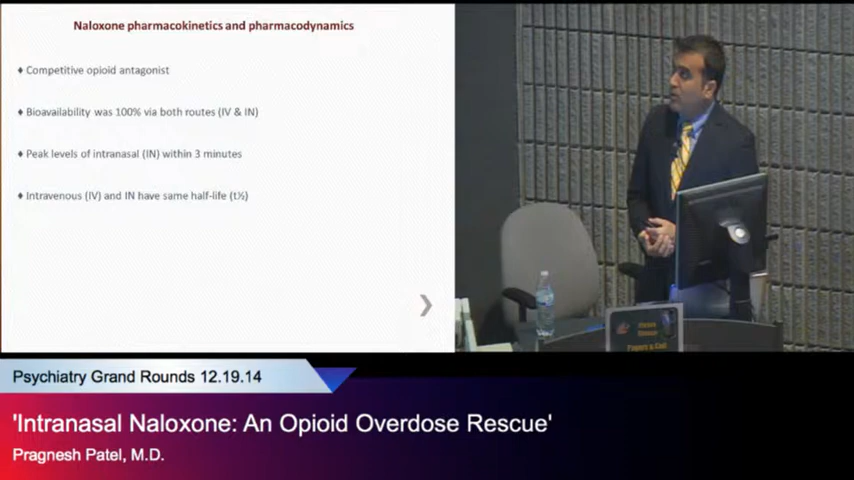 Naloxone pharmacokinetics and pharmacodynamics
♦ Competitive opioid antagonist
♦ Bioavailability was 100% via both routes (IV & IN)
♦ Peak levels of intranasal (IN) within 3 minutes
♦ Intravenous (IV) and IN have same half-life (t½)
Psychiatry Grand Rounds 12.19.14
'Intranasal Naloxone: An Opioid Overdose Rescue'
Pragnesh Patel, M.D.